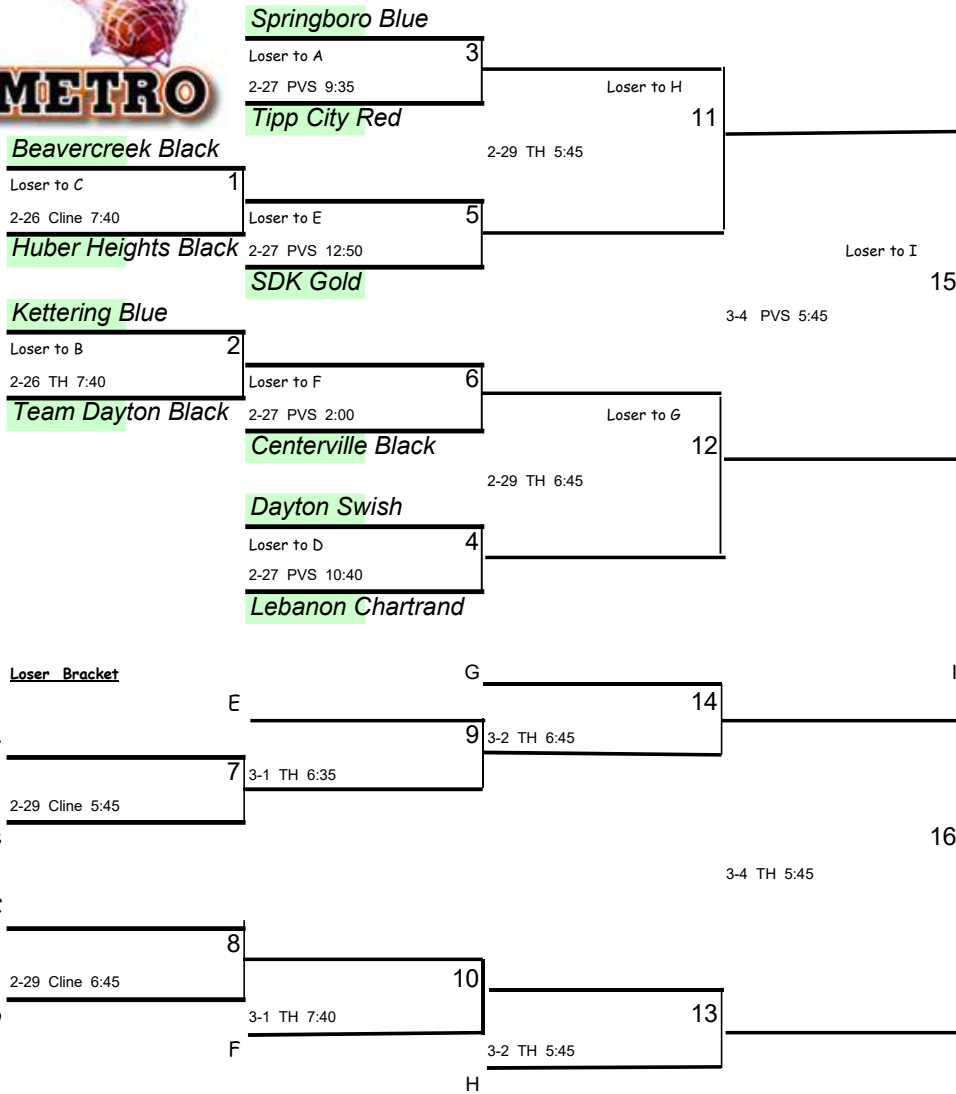 METRO
Springboro Blue
Loser to A 3
2-27 PVS 9:35
Tipp City Red
Loser to H
11
2-29 TH 5:45
Beavercreek Black
Loser to C 1
2-26 Cline 7:40
Huber Heights Black
Loser to E 5
2-27 PVS 12:50
SDK Gold
Loser to I
15
3-4 PVS 5:45
Kettering Blue
Loser to B 2
2-26 TH 7:40
Team Dayton Black
Loser to F 6
2-27 PVS 2:00
Centerville Black
Loser to G
12
2-29 TH 6:45
Dayton Swish
Loser to D 4
2-27 PVS 10:40
Lebanon Chartrand
Loser Bracket
G
I
E
14
9
3-2 TH 6:45
7
3-1 TH 6:35
2-29 Cline 5:45
16
3-4 TH 5:45
8
2-29 Cline 6:45
10
3-1 TH 7:40
13
F
3-2 TH 5:45
H